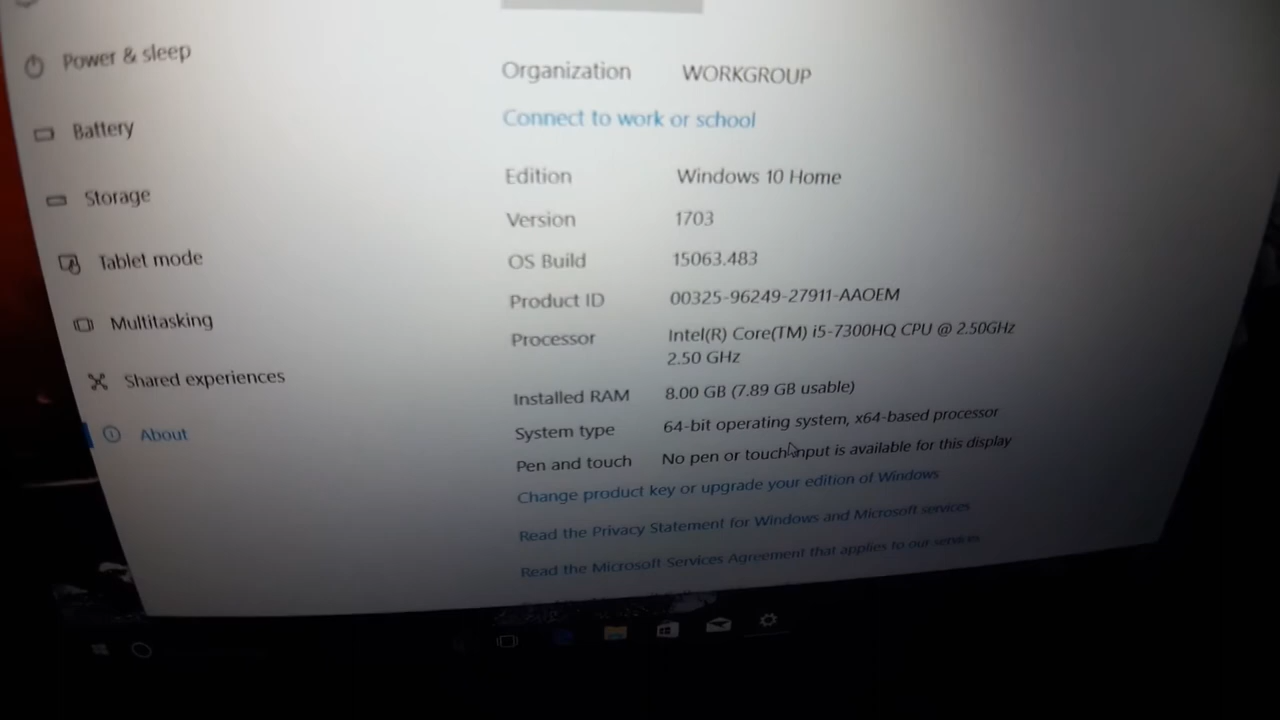 Power & sleep
Battery
Storage
Tablet mode
Multitasking
Shared experiences
About
Organization WORKGROUP
Connect to work or school
Edition Windows 10 Home
Version 1703
OS Build 15063.483
Product ID 00325-96249-27911-AAOEM
Processor Intel(R) Core(TM) i5-7300HQ CPU @ 2.50GHz
2.50 GHz
Installed RAM 8.00 GB (7.89 GB usable)
System type 64-bit operating system, x64-based processor
Pen and touch No pen or touch input is available for this display
Change product key or upgrade your edition of Windows
Read the Privacy Statement for Windows and Microsoft services
Read the Microsoft Services Agreement that applies to our services